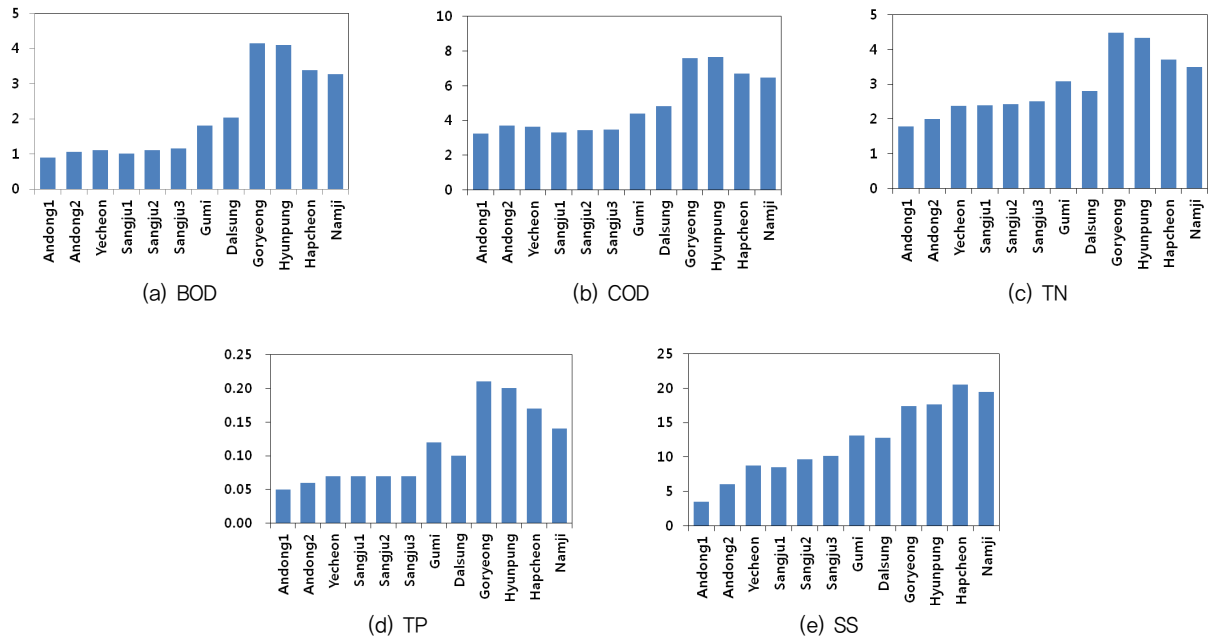 5
4
3
2
1
0
Andong1
Andong2
Yecheon
Sangju1
Sangju2
Sangju3
Gumi
Dalsung
Goryeong
Hyunpung
Hapcheon
Namji
(a) BOD
10
8
6
4
2
0
Andong1
Andong2
Yecheon
Sangju1
Sangju2
Sangju3
Gumi
Dalsung
Goryeong
Hyunpung
Hapcheon
Namji
(b) COD
5
4
3
2
1
0
Andong1
Andong2
Yecheon
Sangju1
Sangju2
Sangju3
Gumi
Dalsung
Goryeong
Hyunpung
Hapcheon
Namji
(c) TN
0.25
0.20
0.15
0.10
0.05
0.00
Andong1
Andong2
Yecheon
Sangju1
Sangju2
Sangju3
Gumi
Dalsung
Goryeong
Hyunpung
Hapcheon
Namji
(d) TP
25
20
15
10
5
0
Andong1
Andong2
Yecheon
Sangju1
Sangju2
Sangju3
Gumi
Dalsung
Goryeong
Hyunpung
Hapcheon
Namji
(e) SS